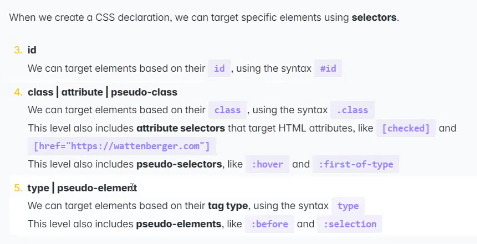 When we create a CSS declaration, we can target specific elements using selectors.
3. id
We can target elements based on their id , using the syntax #id
4. class | attribute | pseudo-class
We can target elements based on their class , using the syntax .class
This level also includes attribute selectors that target HTML attributes, like [checked] and
[href="https://wattenberger.com"]
This level also includes pseudo-selectors, like :hover and :first-of-type
5. type | pseudo-element
We can target elements based on their tag type, using the syntax type
This level also includes pseudo-elements, like :before and :selection